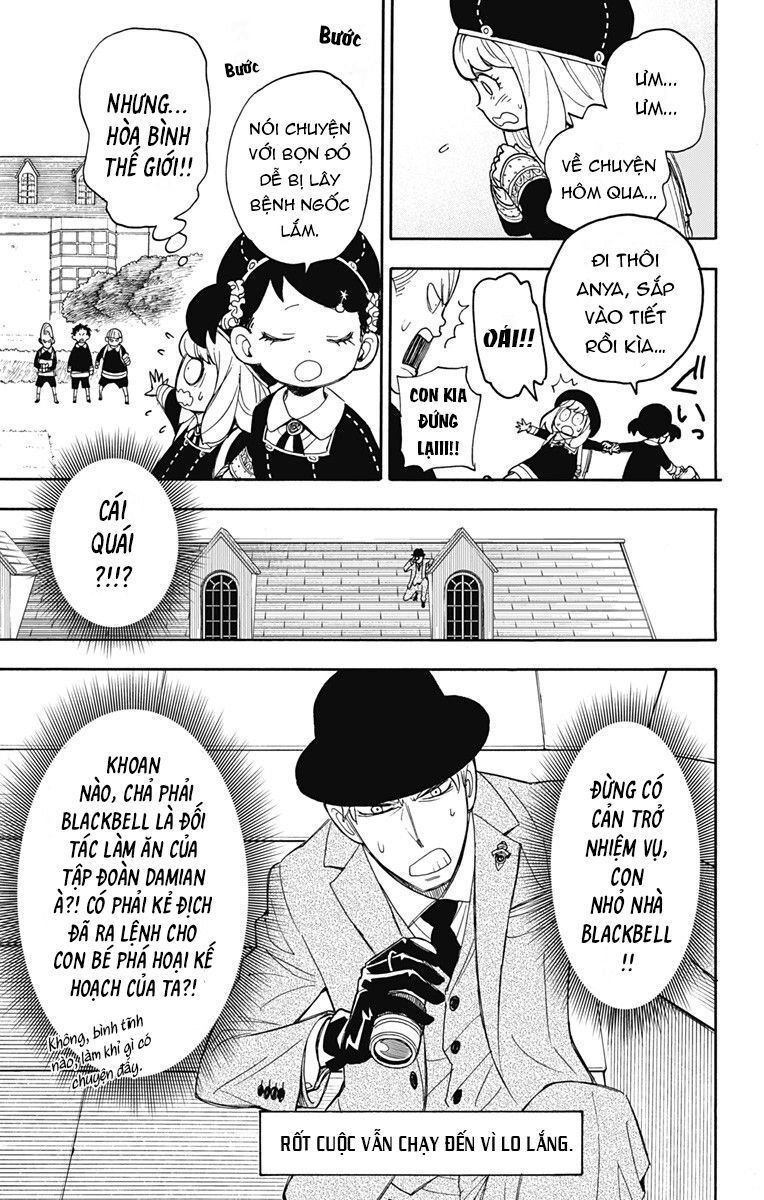 ƯM...
ƯM...
VỀ CHUYỆN
HÔM QUA...
ĐI THÔI
ANYA, SẮP
VÀO TIẾT
RỒI KÌA...
OÁI!!
CON KIA
ĐỨNG
LẠIIII!!
Bước
Bước
NÓI CHUYỆN
VỚI BỌN ĐÓ
DỄ BỊ LÂY
BỆNH NGỐC
LẮM.
NHƯNG...
HÒA BÌNH
THẾ GIỚI!!
CÁI
QUÁI
?!!?
ĐỪNG CÓ
CẢN TRỞ
NHIỆM VỤ,
CON
NHỎ NHÀ
BLACKBELL
!!
KHOAN
NÀO, CHẢ PHẢI
BLACKBELL LÀ ĐỐI
TÁC LÀM ĂN CỦA
TẬP ĐOÀN DAMIAN
À?! CÓ PHẢI KẺ ĐỊCH
ĐÃ RA LỆNH CHO
CON BÉ PHÁ HOẠI KẾ
HOẠCH CỦA TA?!
Không, bình tĩnh
nào, làm khỉ gì có
chuyện đấy.
RỐT CUỘC VẪN CHẠY ĐẾN VÌ LO LẮNG.